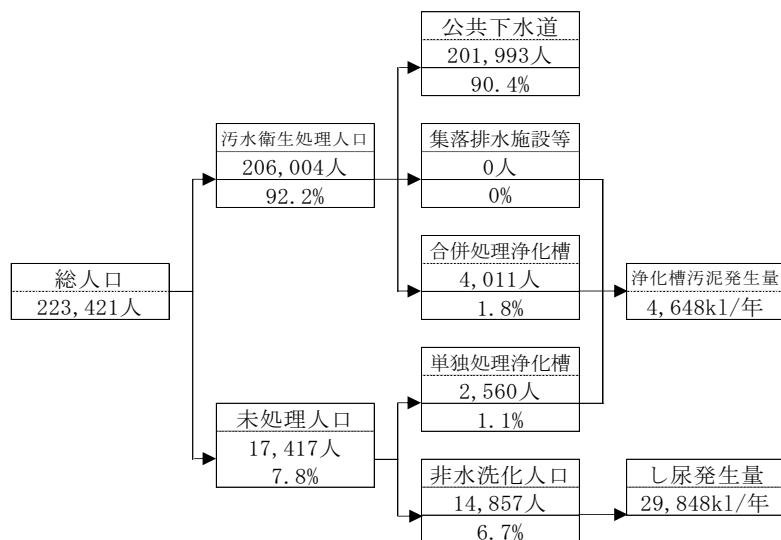 公共下水道
201,993人
90.4%
汚水衛生処理人口
206,004人
92.2%
集落排水施設等
0人
0%
合併処理浄化槽
4,011人
1.8%
総人口
223,421人
浄化槽汚泥発生量
4,648kl/年
単独処理浄化槽
2,560人
1.1%
未処理人口
17,417人
7.8%
非水洗化人口
14,857人
6.7%
し尿発生量
29,848kl/年